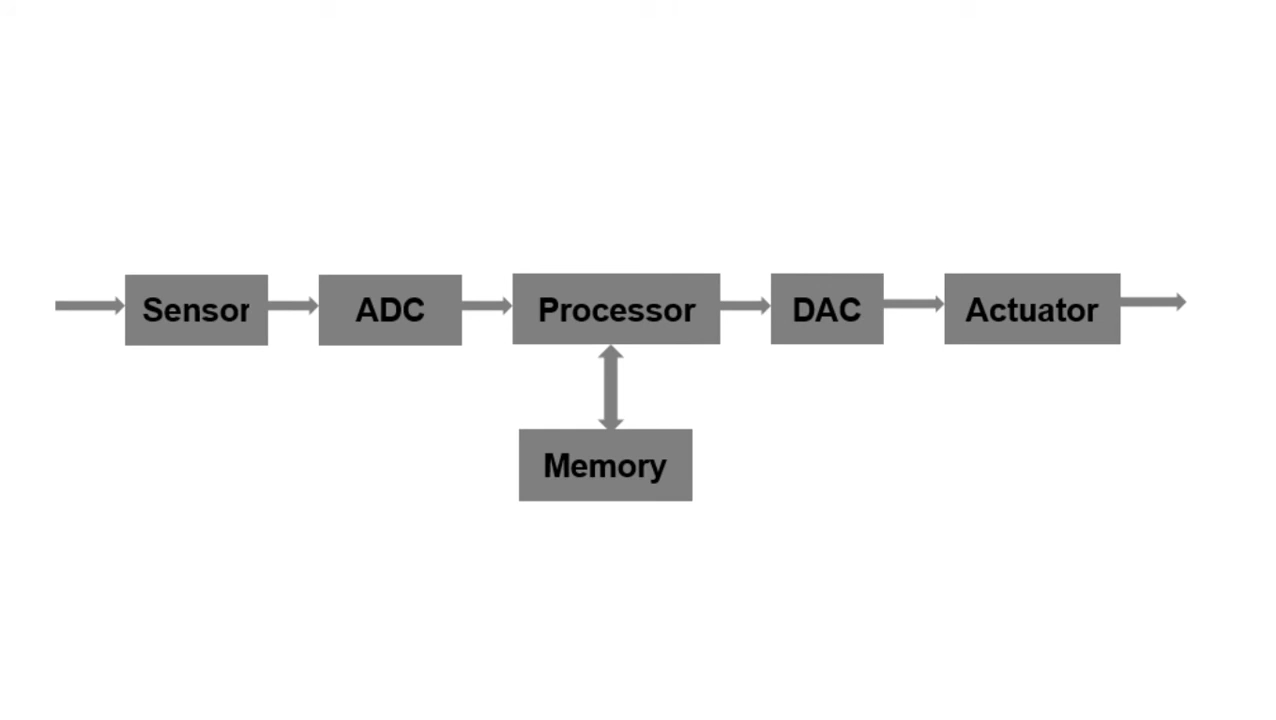 Sensor
ADC
Processor
DAC
Actuator
Memory